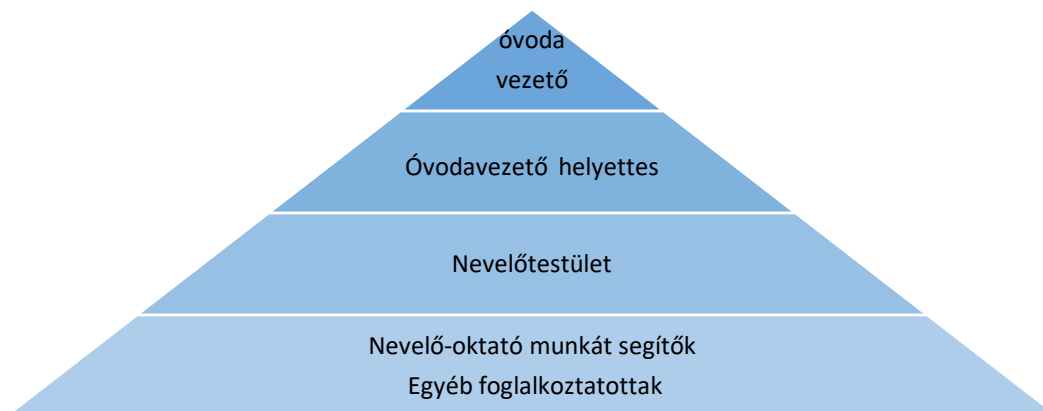 óvoda
vezető
Óvodavezető helyettes
Nevelőtestület
Nevelő-oktató munkát segítők
Egyéb foglalkoztatottak